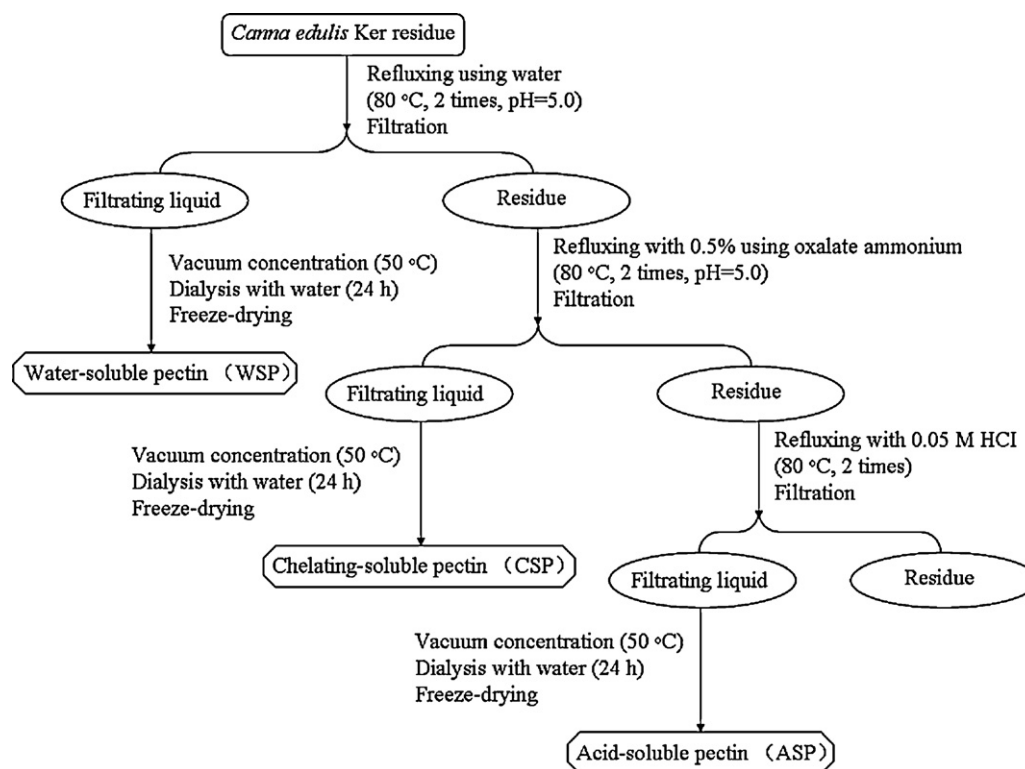 Canna edulis Ker residue
Refluxing using water
(80 °C, 2 times, pH=5.0)
Filtration
Filtrating liquid
Residue
Vacuum concentration (50 °C)
Dialysis with water (24 h)
Freeze-drying
Refluxing with 0.5% using oxalate ammonium
(80 °C, 2 times, pH=5.0)
Filtration
Water-soluble pectin（WSP）
Filtrating liquid
Residue
Vacuum concentration (50 °C)
Dialysis with water (24 h)
Freeze-drying
Refluxing with 0.05 M HCl
(80 °C, 2 times)
Filtration
Chelating-soluble pectin（CSP）
Filtrating liquid
Residue
Vacuum concentration (50 °C)
Dialysis with water (24 h)
Freeze-drying
Acid-soluble pectin（ASP）